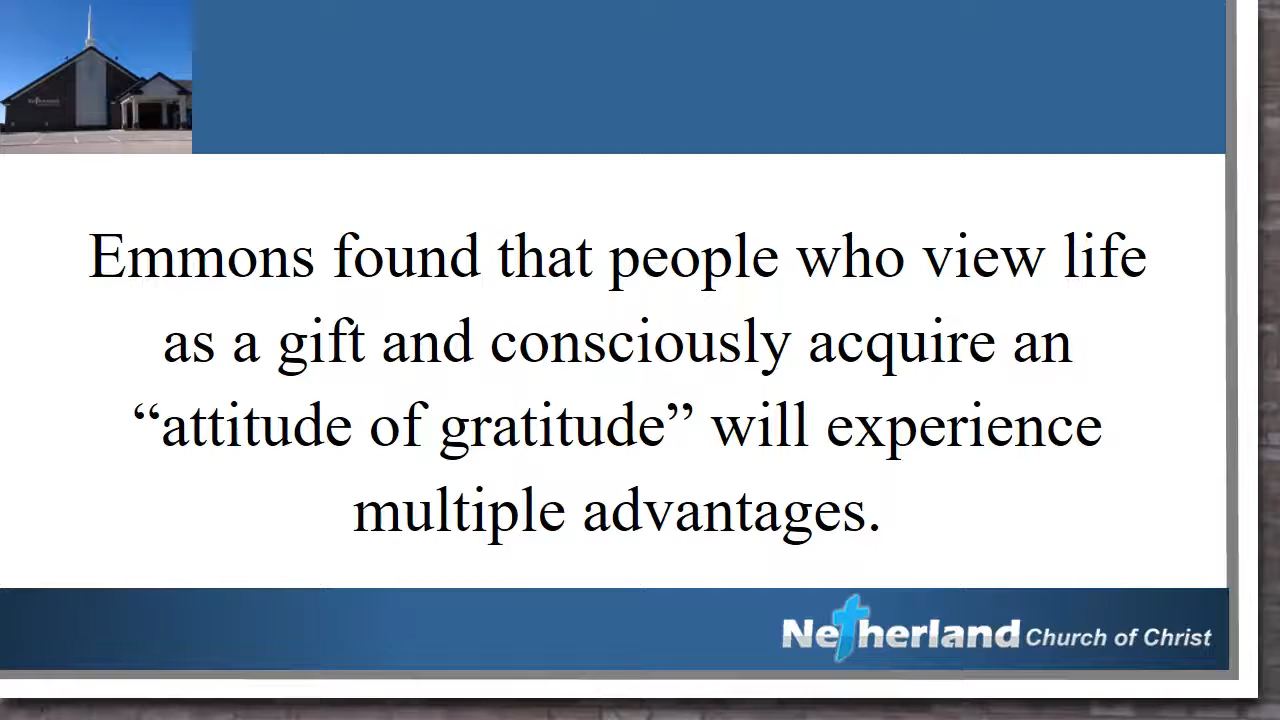 Emmons found that people who view life
as a gift and consciously acquire an
“attitude of gratitude” will experience
multiple advantages.
Netherland Church of Christ